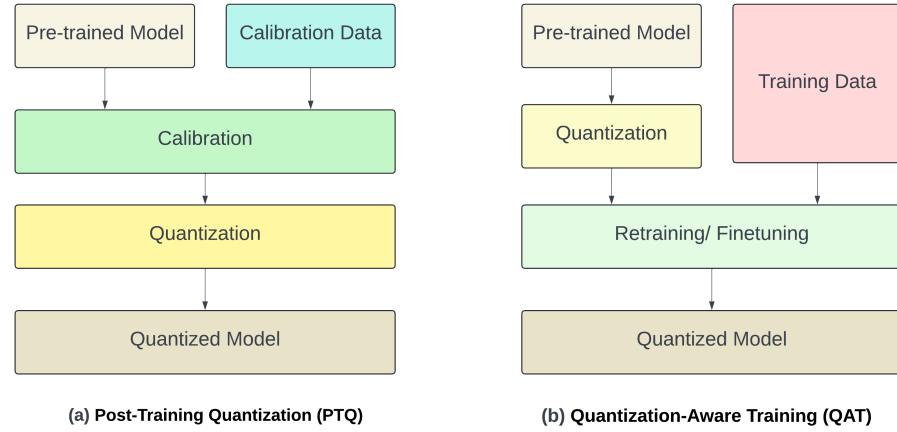 Pre-trained Model
Calibration Data
Calibration
Quantization
Quantized Model
(a) Post-Training Quantization (PTQ)
Pre-trained Model
Training Data
Quantization
Retraining/ Finetuning
Quantized Model
(b) Quantization-Aware Training (QAT)